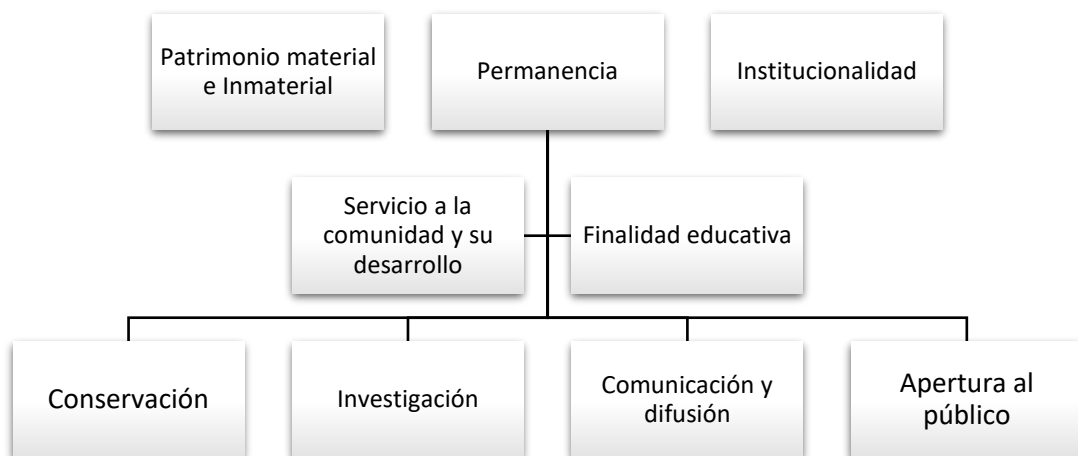 Patrimonio material
e Inmaterial
Permanencia
Institucionalidad
Servicio a la
comunidad y su
desarrollo
Finalidad educativa
Conservación
Investigación
Comunicación y
difusión
Apertura al
público